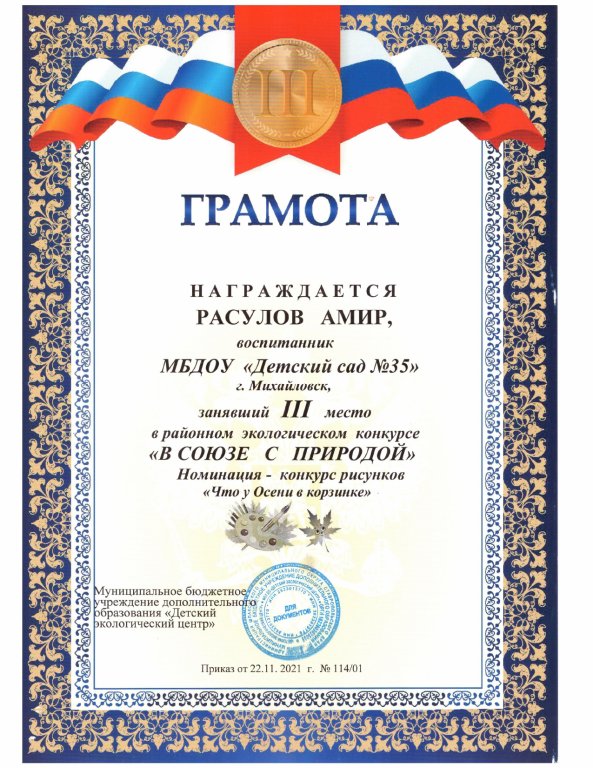 III
ГРАМОТА
НАГРАЖДАЕТСЯ
РАСУЛОВ АМИР,
воспитанник
МБДОУ «Детский сад №35»
г. Михайловск,
занявший III место
в районном экологическом конкурсе
«В СОЮЗЕ С ПРИРОДОЙ»
Номинация - конкурс рисунков
«Что у Осени в корзинке»
Муниципальное бюджетное
учреждение дополнительного
образования «Детский
экологический центр»
ДЛЯ
ДОКУМЕНТОВ
Приказ от 22.11. 2021 г. № 114/01